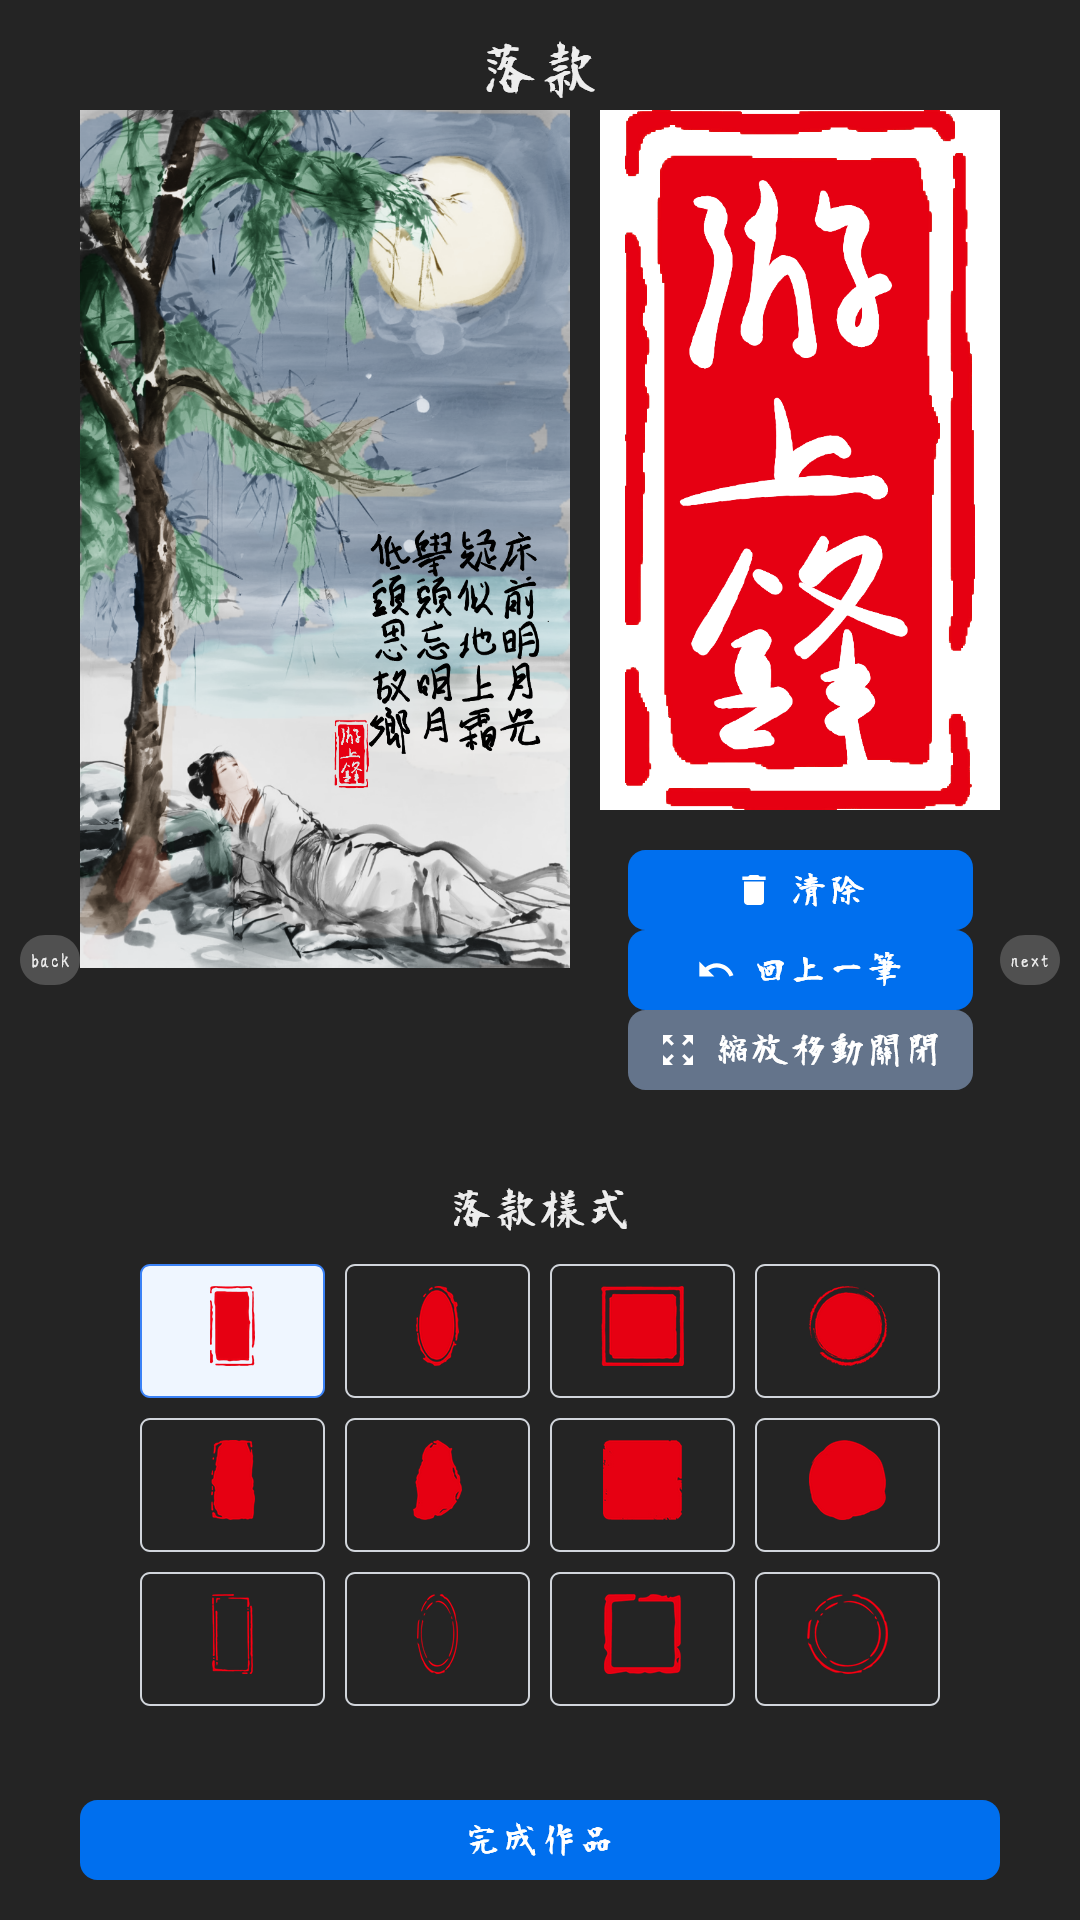 落款
床前明月光
疑似地上霜
舉頭忘明月
低頭思故鄉
游上鋒
游上鋒
清除
回上一筆
縮放移動關閉
back
next
落款樣式
完成作品